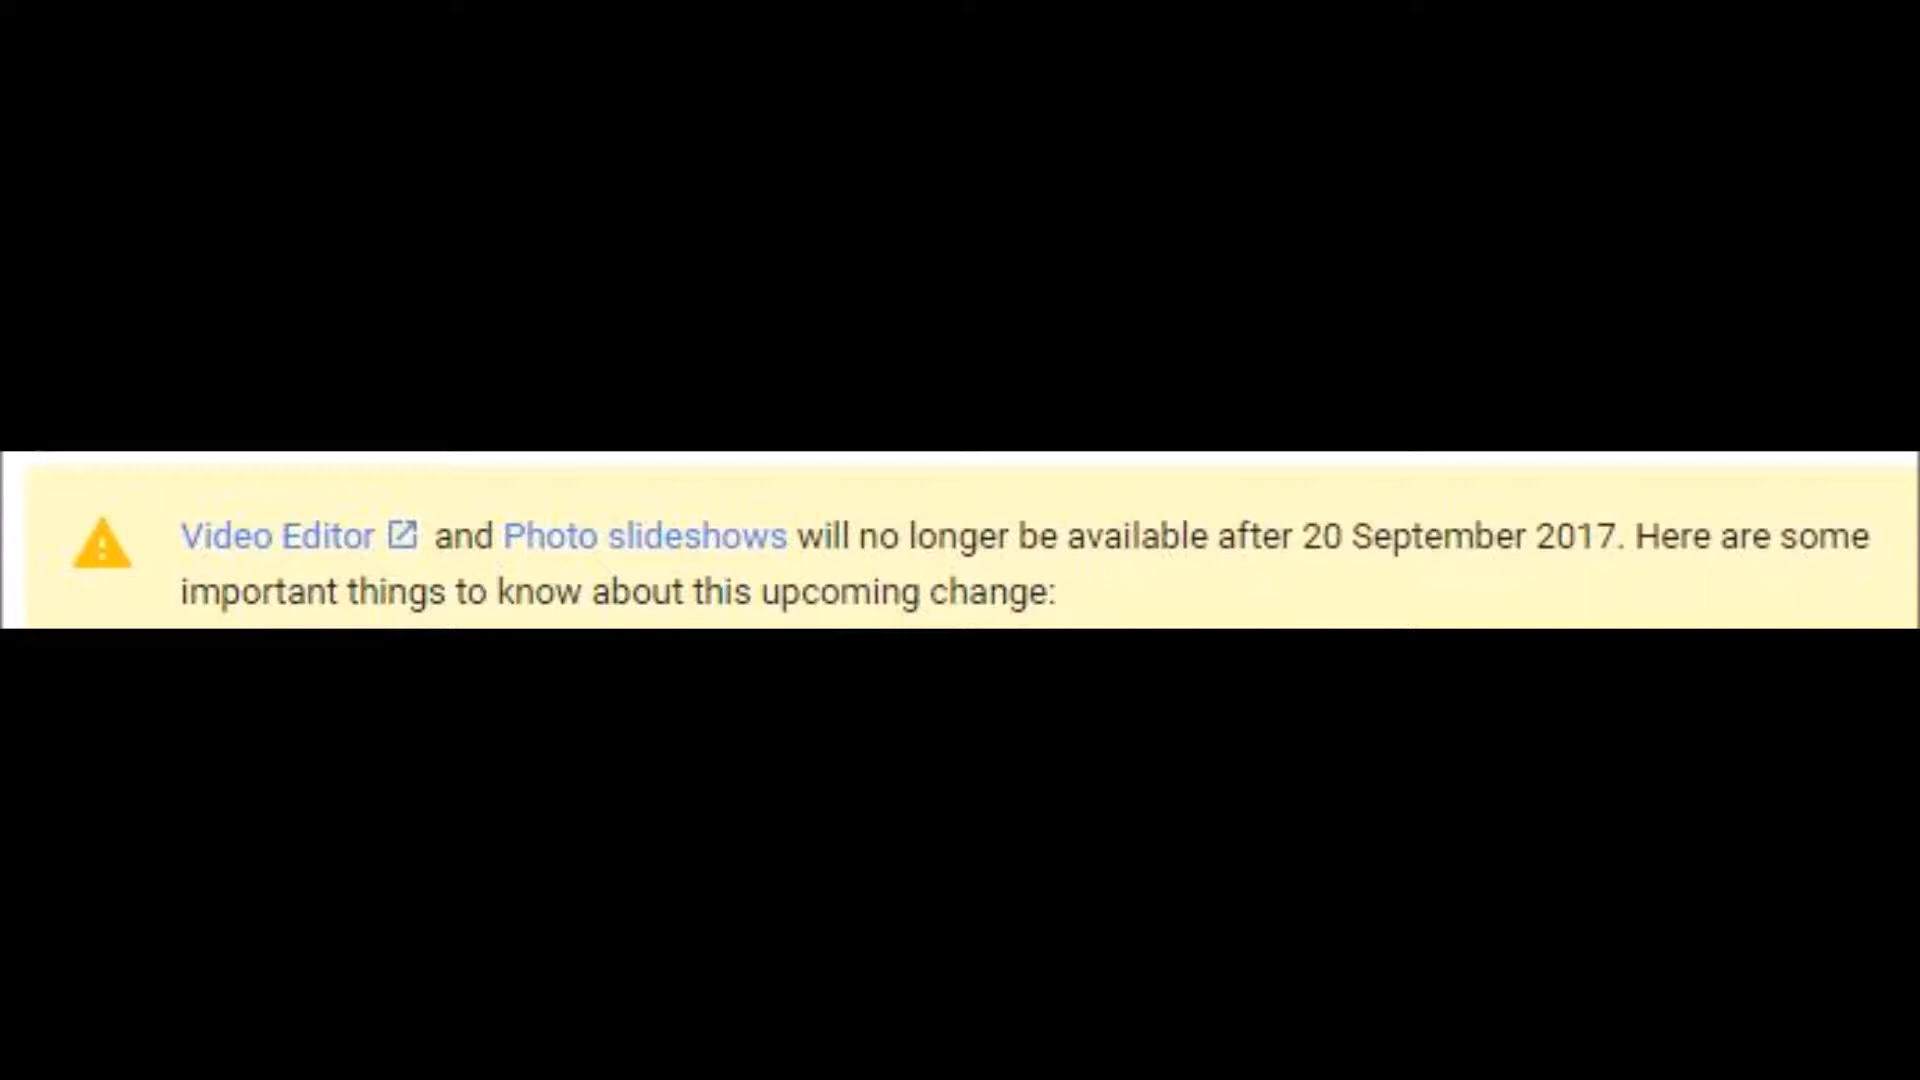 Video Editor and Photo slideshows will no longer be available after 20 September 2017. Here are some
important things to know about this upcoming change: